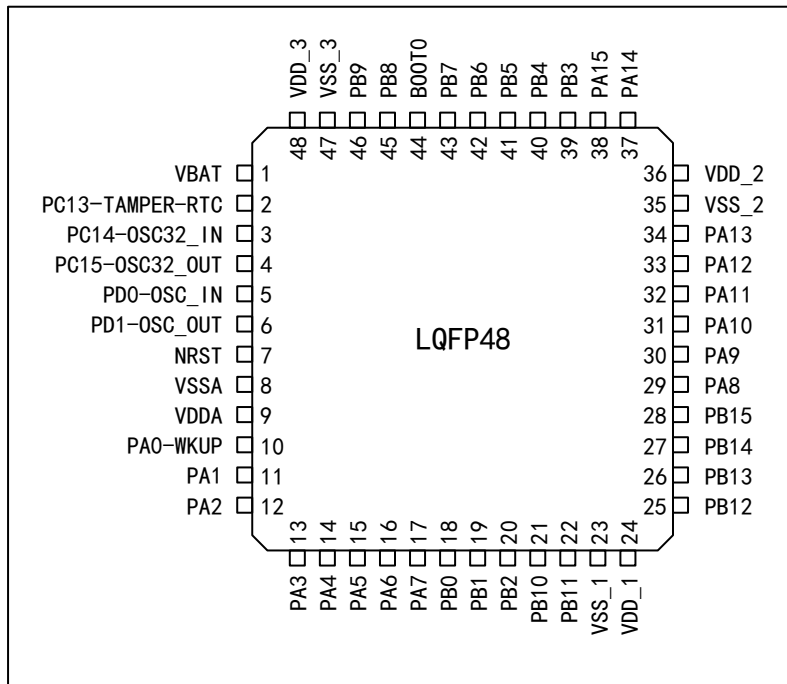 VDD_3
VSS_3
PB9
PB8
BOOT0
PB7
PB6
PB5
PB4
PB3
PA15
PA14
48
47
46
45
44
43
42
41
40
39
38
37
VBAT 1
PC13-TAMPER-RTC 2
PC14-OSC32_IN 3
PC15-OSC32_OUT 4
PD0-OSC_IN 5
PD1-OSC_OUT 6
NRST 7
VSSA 8
VDDA 9
PA0-WKUP 10
PA1 11
PA2 12
LQFP48
36 VDD_2
35 VSS_2
34 PA13
33 PA12
32 PA11
31 PA10
30 PA9
29 PA8
28 PB15
27 PB14
26 PB13
25 PB12
13
14
15
16
17
18
19
20
21
22
23
24
PA3
PA4
PA5
PA6
PA7
PB0
PB1
PB2
PB10
PB11
VSS_1
VDD_1